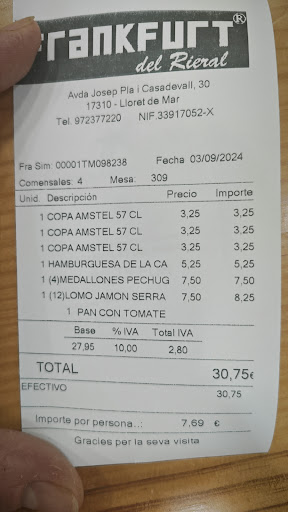 FRANKFURT®
del Rieral
Avda Josep Pla i Casadevall, 30
17310 - Lloret de Mar
Tel. 972377220 NIF.33917052-X
Fra Sim: 00001TM098238 Fecha 03/09/2024
Comensales: 4 Mesa: 309
Unid. Descripción Precio Importe
1 COPA AMSTEL 57 CL 3,25 3,25
1 COPA AMSTEL 57 CL 3,25 3,25
1 COPA AMSTEL 57 CL 3,25 3,25
1 HAMBURGUESA DE LA CA 5,25 5,25
1 (4)MEDALLONES PECHUG 7,50 7,50
1 (12)LOMO JAMON SERRA 7,50 8,25
1 PAN CON TOMATE
Base % IVA Total IVA
27,95 10,00 2,80
TOTAL 30,75€
EFECTIVO 30,75
Importe por persona..: 7,69 €
Gracies per la seva visita